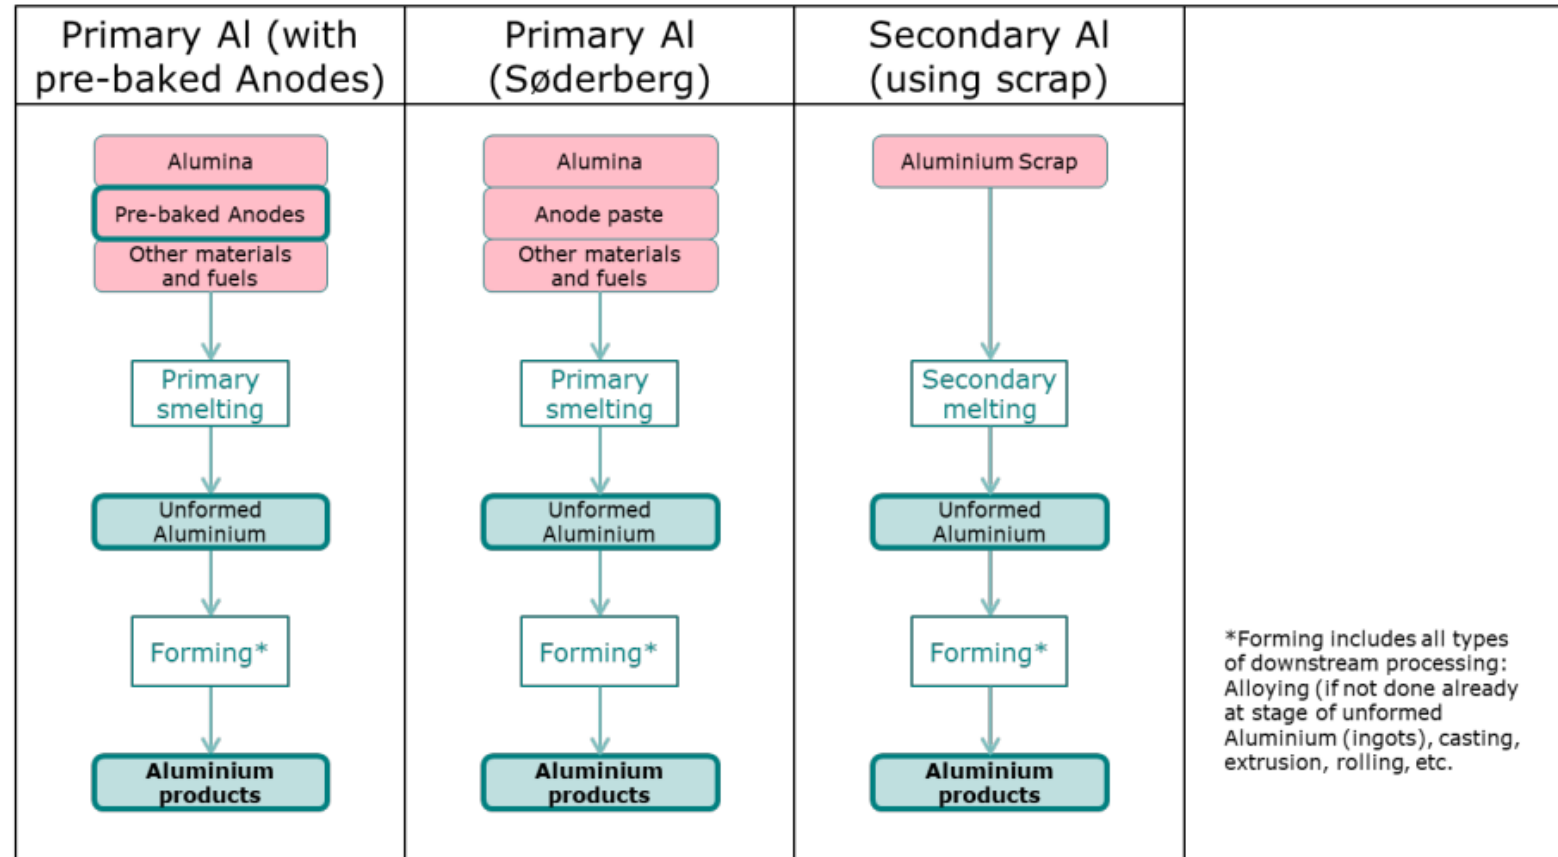 Primary Al (with
pre-baked Anodes)
Primary Al
(Søderberg)
Secondary Al
(using scrap)
Alumina
Pre-baked Anodes
Other materials
and fuels
Primary
smelting
Unformed
Aluminium
Forming*
Aluminium
products
Alumina
Anode paste
Other materials
and fuels
Primary
smelting
Unformed
Aluminium
Forming*
Aluminium
products
Aluminium Scrap
Secondary
melting
Unformed
Aluminium
Forming*
Aluminium
products
*Forming includes all types
of downstream processing:
Alloying (if not done already
at stage of unformed
Aluminium (ingots), casting,
extrusion, rolling, etc.